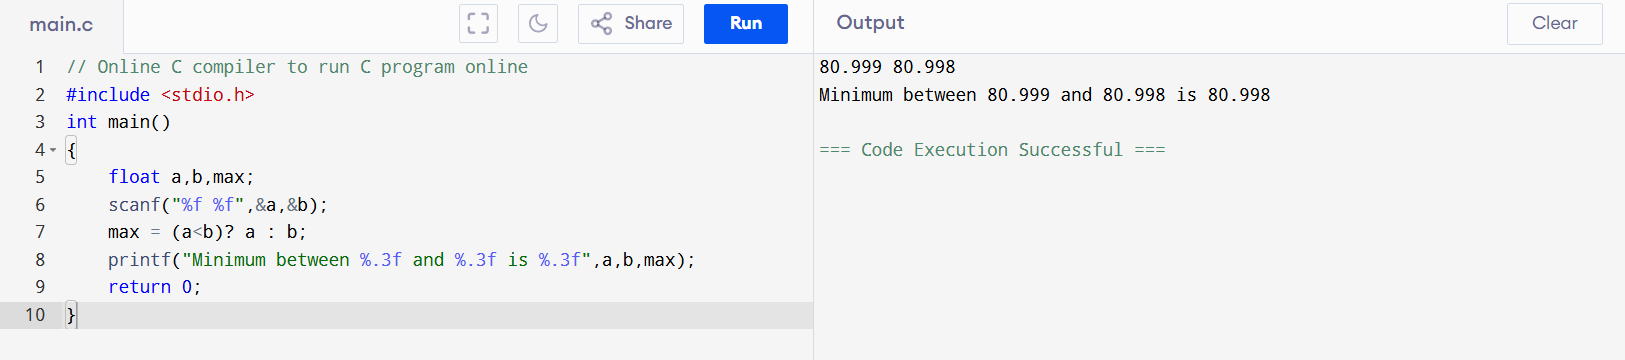 main.c
Share
Run
Output
Clear
1 // Online C compiler to run C program online
2 #include <stdio.h>
3 int main()
4 {
5     float a,b,max;
6     scanf("%f %f",&a,&b);
7     max = (a<b)? a : b;
8     printf("Minimum between %.3f and %.3f is %.3f",a,b,max);
9     return 0;
10 }
80.999 80.998
Minimum between 80.999 and 80.998 is 80.998
=== Code Execution Successful ===